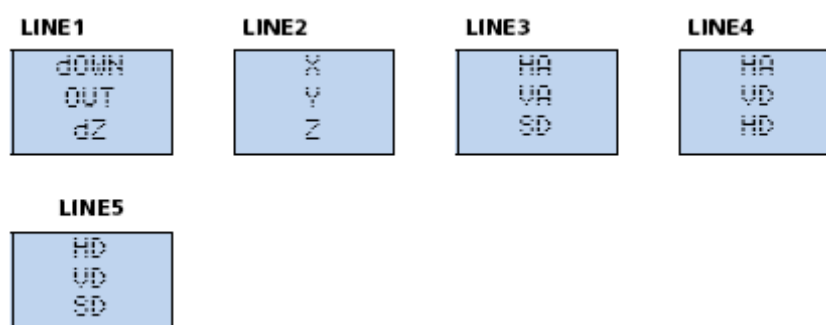 LINE1 LINE2 LINE3 LINE4
dOWN X HA HA
OUT Y VA VD
dZ Z SD HD
LINE5
HD
VD
SD